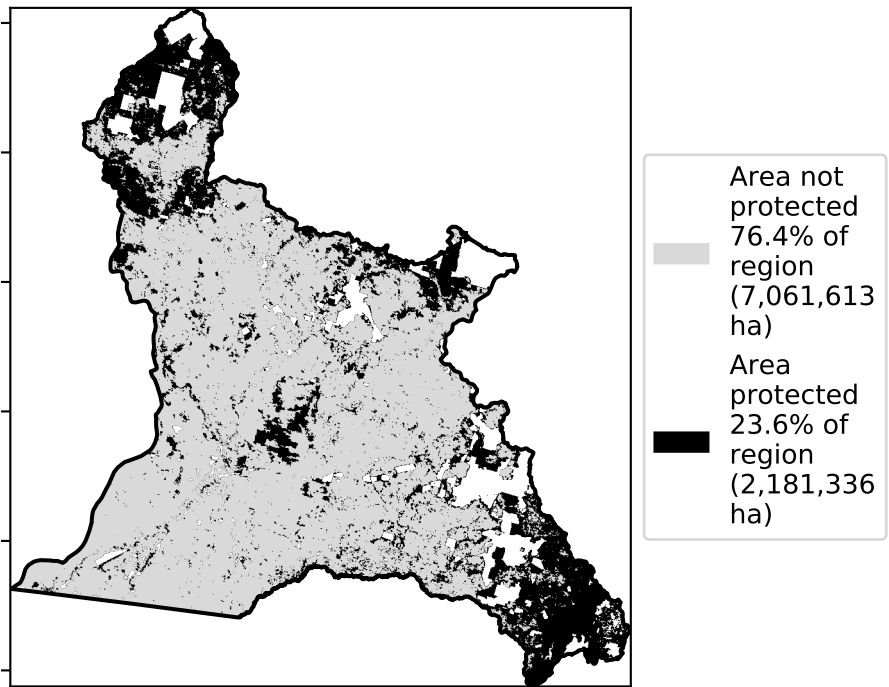 Area not
protected
76.4% of
region
(7,061,613
ha)
Area
protected
23.6% of
region
(2,181,336
ha)